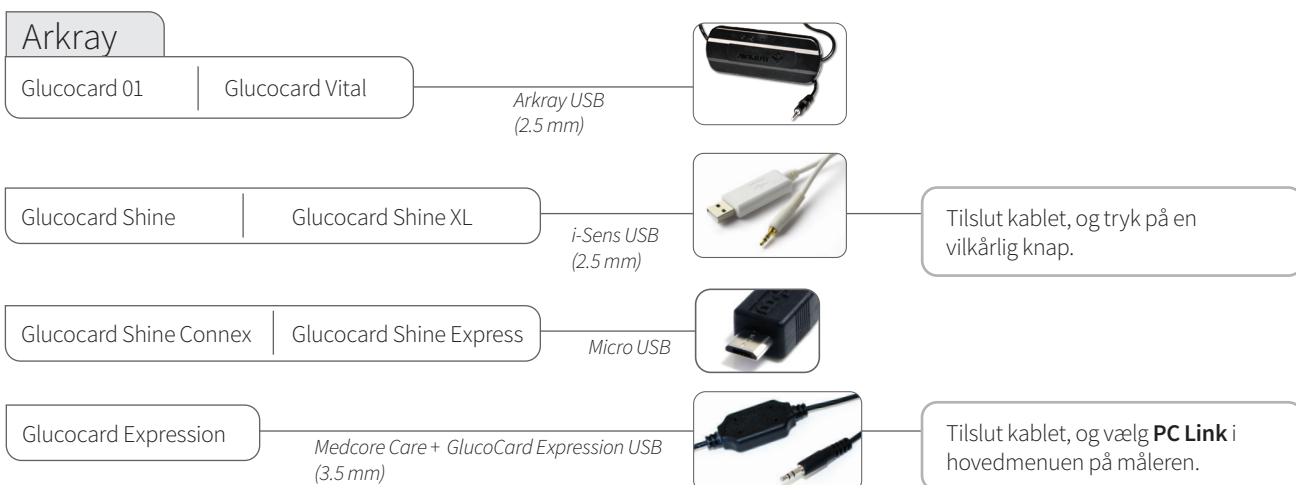 Arkray
Glucocard 01
Glucocard Vital
Arkray USB
(2.5 mm)
Glucocard Shine
Glucocard Shine XL
i-Sens USB
(2.5 mm)
Tilslut kablet, og tryk på en
vilkårlig knap.
Glucocard Shine Connex
Glucocard Shine Express
Micro USB
Glucocard Expression
Medcore Care + GlucoCard Expression USB
(3.5 mm)
Tilslut kablet, og vælg PC Link i
hovedmenuen på måleren.